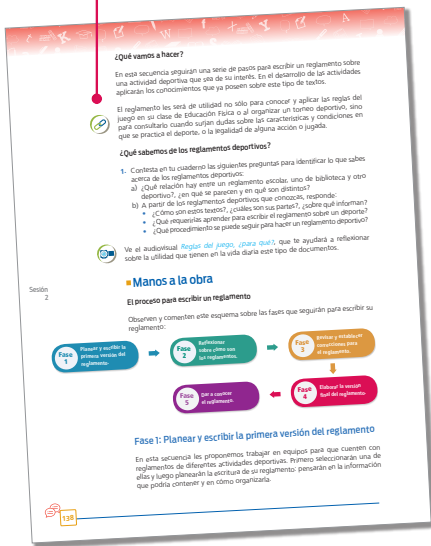 ¿Qué vamos a hacer?
En esta secuencia seguirán una serie de pasos para escribir un reglamento sobre
una actividad deportiva que sea de su interés. En el desarrollo de las actividades
aplicarán los conocimientos que ya poseen sobre este tipo de textos.
El reglamento les será de utilidad no sólo para conocer y aplicar las reglas del
juego en su clase de Educación Física o al organizar un torneo deportivo, sino
para consultarlo cuando surjan dudas sobre las características y condiciones en
que se practica el deporte, o la legalidad de alguna acción o jugada.
¿Qué sabemos de los reglamentos deportivos?
1. Contesta en tu cuaderno las siguientes preguntas para identificar lo que sabes
acerca de los reglamentos deportivos:
a) ¿Qué relación hay entre un reglamento escolar, uno de biblioteca y otro
deportivo?, ¿en qué se parecen y en qué son distintos?
b) A partir de los reglamentos deportivos que conozcas, responde:
• ¿Cómo son estos textos?, ¿cuáles son sus partes?, ¿sobre qué informan?
• ¿Qué requerirías aprender para escribir el reglamento sobre un deporte?
• ¿Qué procedimiento se puede seguir para hacer un reglamento deportivo?
Ve el audiovisual Reglas del juego, ¿para qué?, que te ayudará a reflexionar
sobre la utilidad que tienen en la vida diaria este tipo de documentos.
Sesión
2
Manos a la obra
El proceso para escribir un reglamento
Observen y comenten este esquema sobre las fases que seguirán para escribir su
reglamento:
Fase 1
Planear y escribir la
primera versión del
reglamento.
Fase 2
Reflexionar
sobre cómo son
los reglamentos.
Fase 3
Revisar y establecer
correcciones para
el reglamento.
Fase 4
Elaborar la versión
final del reglamento.
Fase 5
Dar a conocer
el reglamento.
Fase 1: Planear y escribir la primera versión del reglamento
En esta secuencia les proponemos trabajar en equipos para que cuenten con
reglamentos de diferentes actividades deportivas. Primero seleccionarán una de
ellas y luego planearán la escritura de su reglamento: pensarán en la información
que podría contener y en cómo organizarla.
138